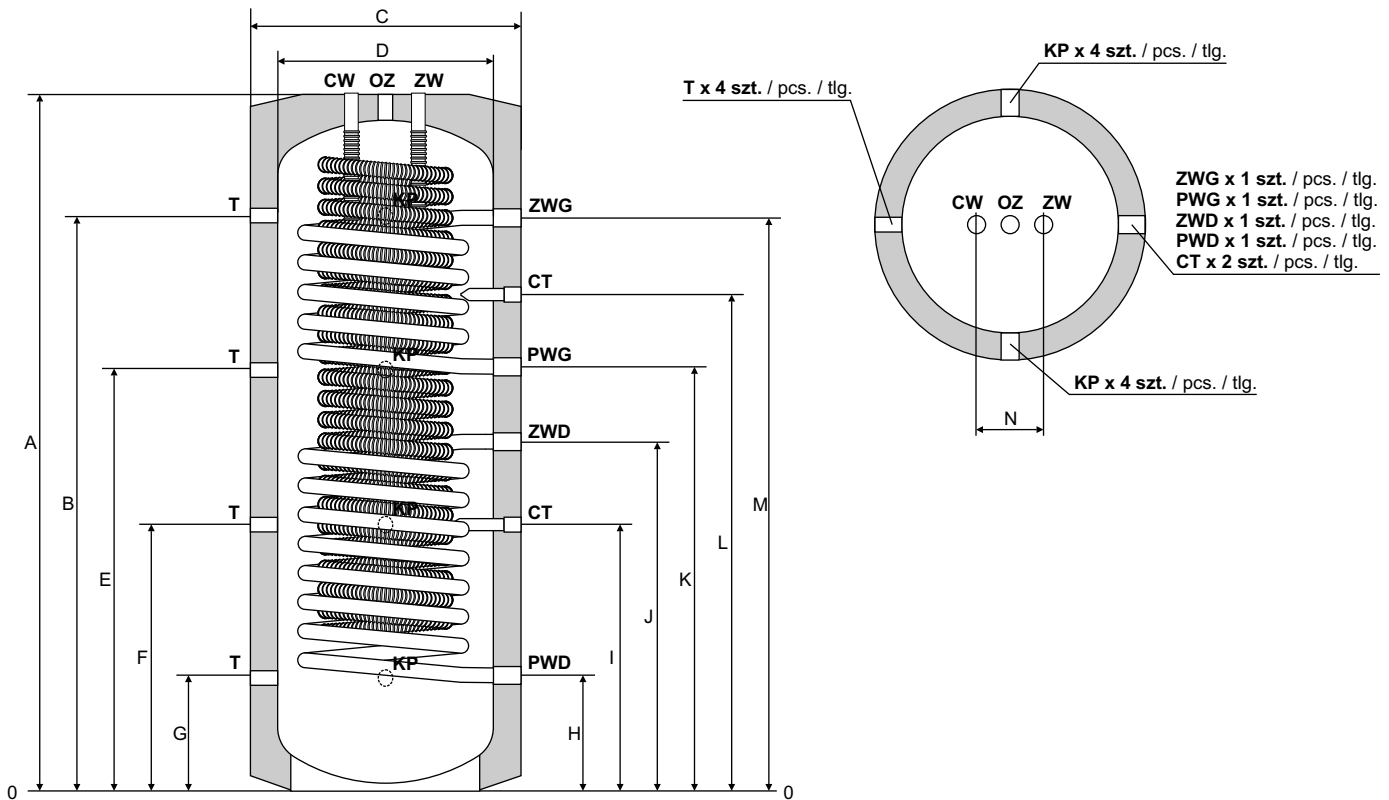 C
D
CW OZ ZW
KP x 4 szt. / pcs. / tlg.
T x 4 szt. / pcs. / tlg.
ZWG x 1 szt. / pcs. / tlg.
PWG x 1 szt. / pcs. / tlg.
ZWD x 1 szt. / pcs. / tlg.
PWD x 1 szt. / pcs. / tlg.
CT x 2 szt. / pcs. / tlg.
CW OZ ZW
T KP ZWG
CT
T KP PWG
KP x 4 szt. / pcs. / tlg.
N
ZWD
A
B
M
T KP CT
L
E
K
J
F
I
T KP PWD
G
H
0 0